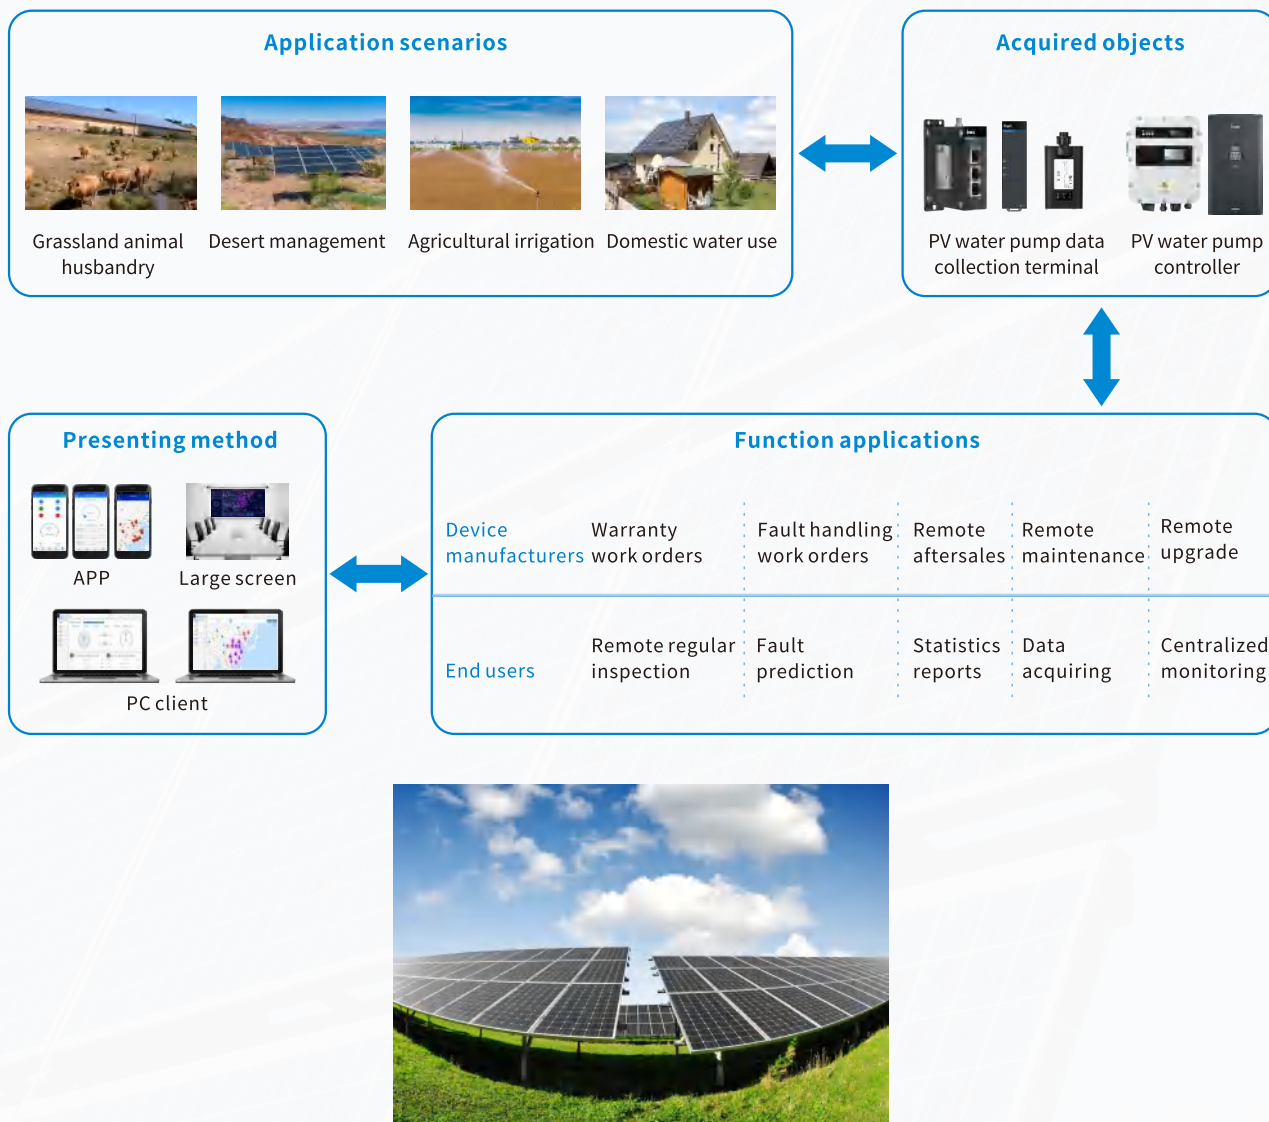 Application scenarios
Grassland animal
husbandry
Desert management
Agricultural irrigation
Domestic water use
Acquired objects
PV water pump data
collection terminal
PV water pump
controller
Presenting method
APP
Large screen
PC client
Function applications
Device
manufacturers
Warranty
work orders
Fault handling
work orders
Remote
aftersales
Remote
maintenance
Remote
upgrade
End users
Remote regular
inspection
Fault
prediction
Statistics
reports
Data
acquiring
Centralized
monitoring